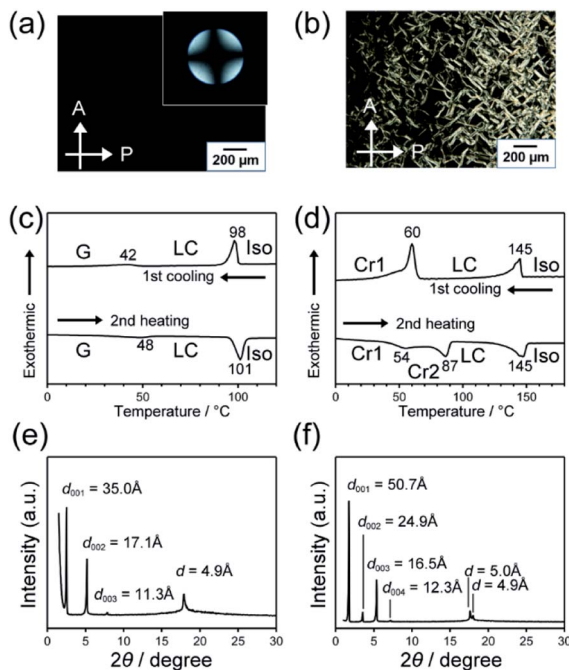 (a)
A
P
200 µm
(b)
A
P
200 µm
(c)
Exothermic
G
42
LC
98
Iso
1st cooling
2nd heating
G
48
LC
101
Iso
0
50
100
Temperature / °C
(d)
Exothermic
60
145
Cr1
LC
Iso
1st cooling
2nd heating
Cr1
54
Cr2
87
LC
145
Iso
0
50
100
150
Temperature / °C
(e)
Intensity (a.u.)
d001 = 35.0Å
d002 = 17.1Å
d003 = 11.3Å
d = 4.9Å
0 5 10 15 20 25 30
2θ / degree
(f)
Intensity (a.u.)
d001 = 50.7Å
d002 = 24.9Å
d003 = 16.5Å
d004 = 12.3Å
d = 5.0Å
d = 4.9Å
0 5 10 15 20 25 30
2θ / degree